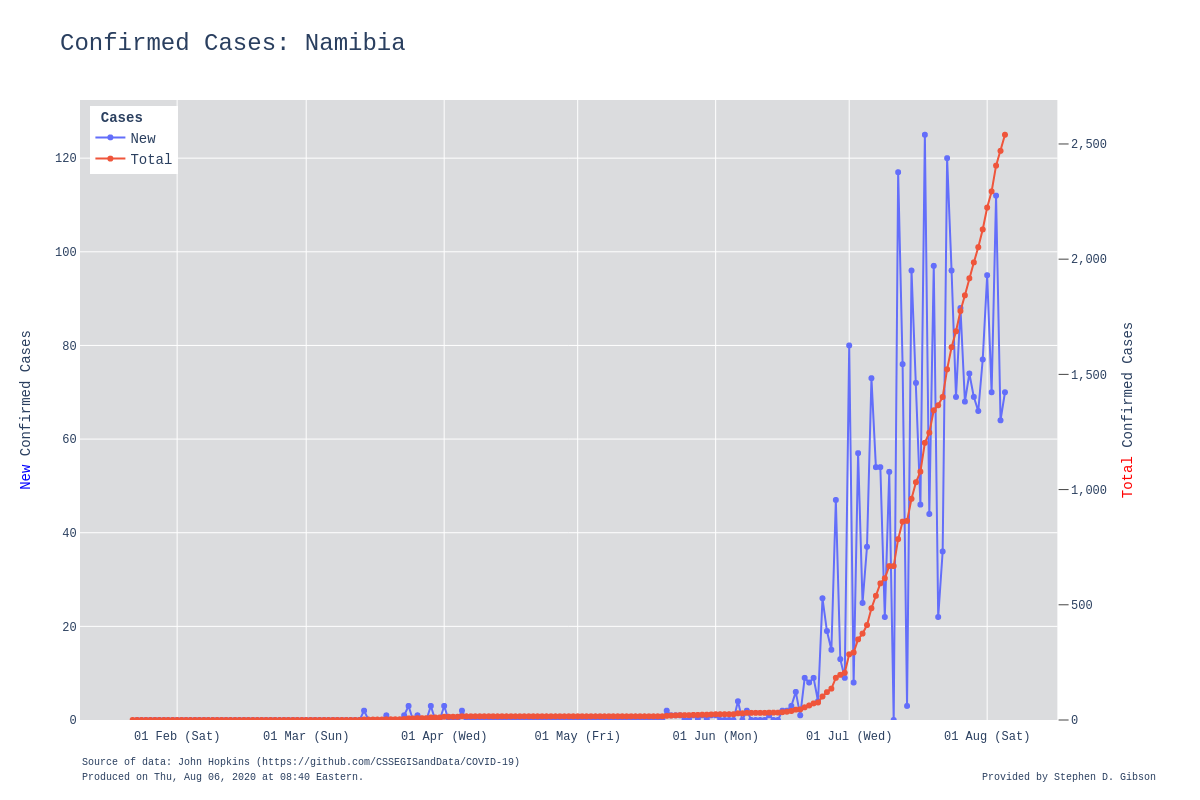 Confirmed Cases: Namibia
Cases
New
Total
120
100
80
60
40
20
0
2,500
2,000
1,500
1,000
500
0
New Confirmed Cases
Total Confirmed Cases
01 Feb (Sat)
01 Mar (Sun)
01 Apr (Wed)
01 May (Fri)
01 Jun (Mon)
01 Jul (Wed)
01 Aug (Sat)
Source of data: John Hopkins (https://github.com/CSSEGISandData/COVID-19)
Produced on Thu, Aug 06, 2020 at 08:40 Eastern.
Provided by Stephen D. Gibson